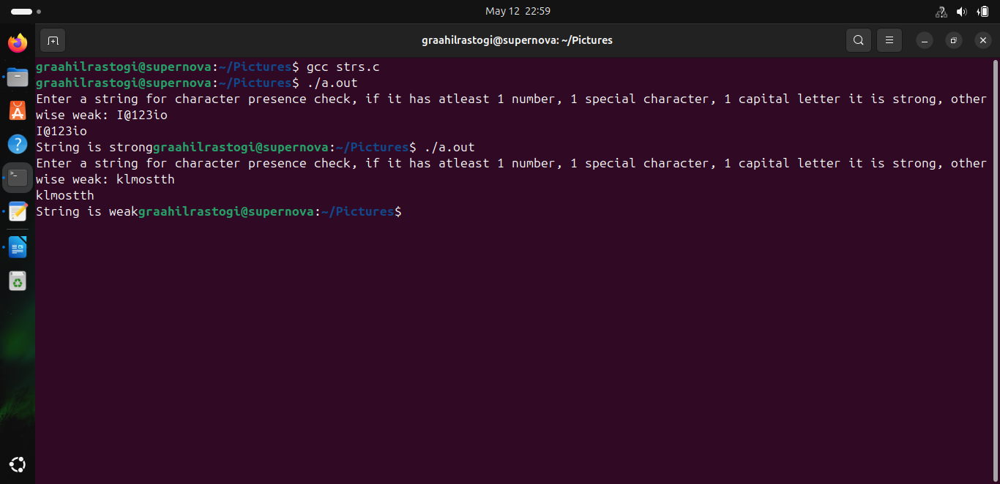 May 12 22:59
graahilrastogi@supernova: ~/Pictures
graahilrastogi@supernova:~/Pictures$ gcc strs.c
graahilrastogi@supernova:~/Pictures$ ./a.out
Enter a string for character presence check, if it has atleast 1 number, 1 special character, 1 capital letter it is strong, other
wise weak: I@123io
I@123io
String is stronggraahilrastogi@supernova:~/Pictures$ ./a.out
Enter a string for character presence check, if it has atleast 1 number, 1 special character, 1 capital letter it is strong, other
wise weak: klmostth
klmostth
String is weakgraahilrastogi@supernova:~/Pictures$